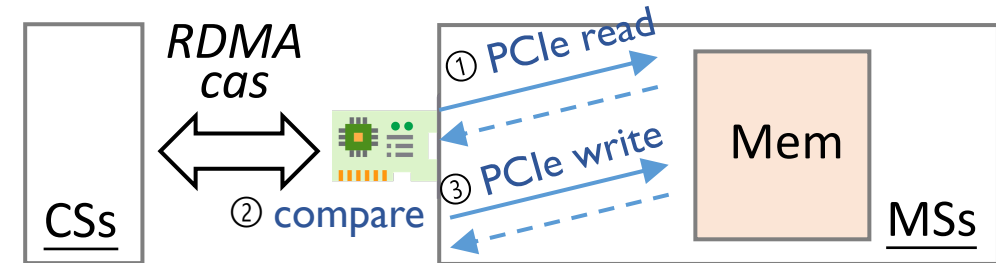 RDMA
cas
① PCIe read
Mem
③ PCIe write
② compare
CSs
MSs